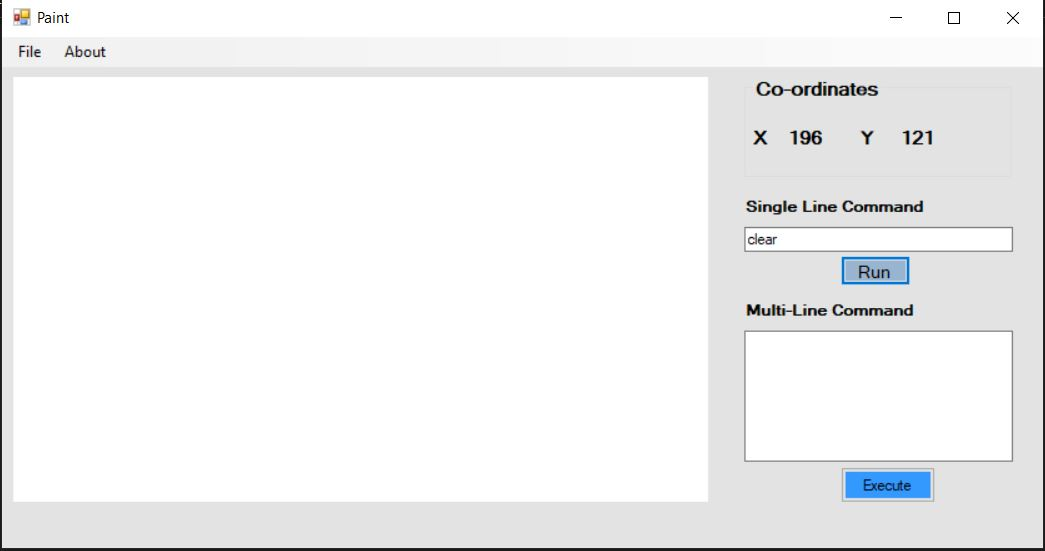 Paint
File About
Co-ordinates
X 196 Y 121
Single Line Command
clear
Run
Multi-Line Command
Execute